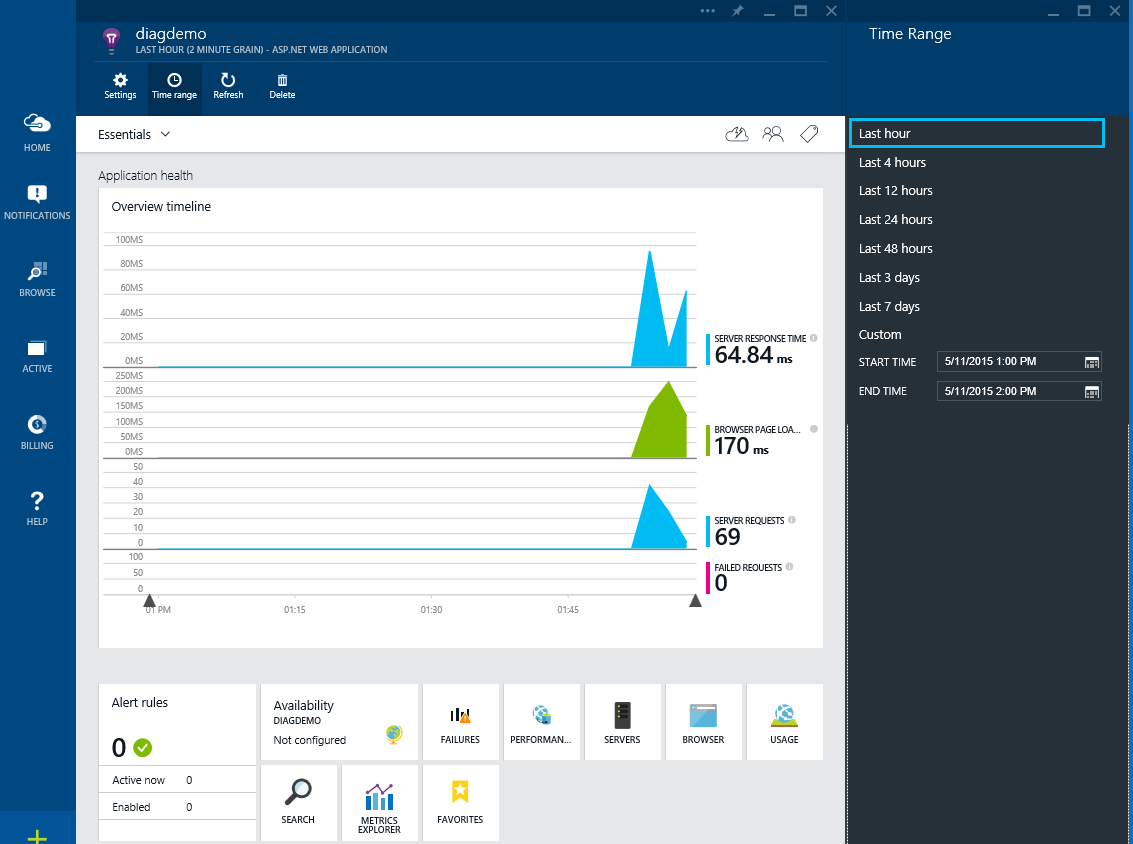 diagdemo
LAST HOUR (2 MINUTE GRAIN) - ASP.NET WEB APPLICATION
Settings
Time range
Refresh
Delete
HOME
NOTIFICATIONS
BROWSE
ACTIVE
BILLING
HELP
Essentials
Application health
Overview timeline
100MS
80MS
60MS
40MS
20MS
0MS
SERVER RESPONSE TIME
64.84 ms
250MS
200MS
150MS
100MS
50MS
0MS
BROWSER PAGE LOA...
170 ms
50
40
30
20
10
0
SERVER REQUESTS
69
100
50
0
FAILED REQUESTS
0
01 PM
01:15
01:30
01:45
Alert rules
0
Active now 0
Enabled 0
Availability
DIAGDEMO
Not configured
FAILURES
PERFORMAN...
SERVERS
BROWSER
USAGE
SEARCH
METRICS
EXPLORER
FAVORITES
Time Range
Last hour
Last 4 hours
Last 12 hours
Last 24 hours
Last 48 hours
Last 3 days
Last 7 days
Custom
START TIME 5/11/2015 1:00 PM
END TIME 5/11/2015 2:00 PM